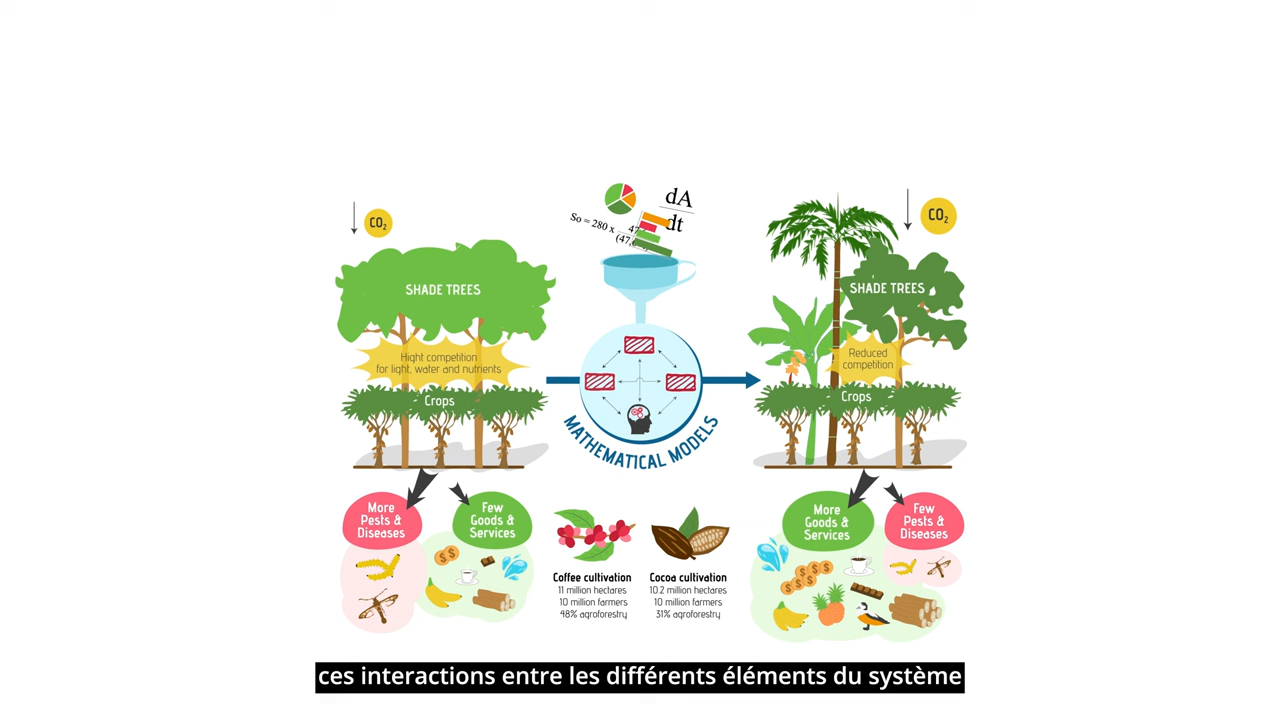 CO2
SHADE TREES
Hight competition
for light, water and nutrients
Crops
More
Pests &
Diseases
Few
Goods &
Services
dA
dt
So = 280 x
MATHEMATICAL MODELS
Coffee cultivation
11 million hectares
10 million farmers
48% agroforestry
Cocoa cultivation
10.2 million hectares
10 million farmers
31% agroforestry
CO2
SHADE TREES
Reduced
competition
Crops
More
Goods &
Services
Few
Pests &
Diseases
ces interactions entre les différents éléments du système